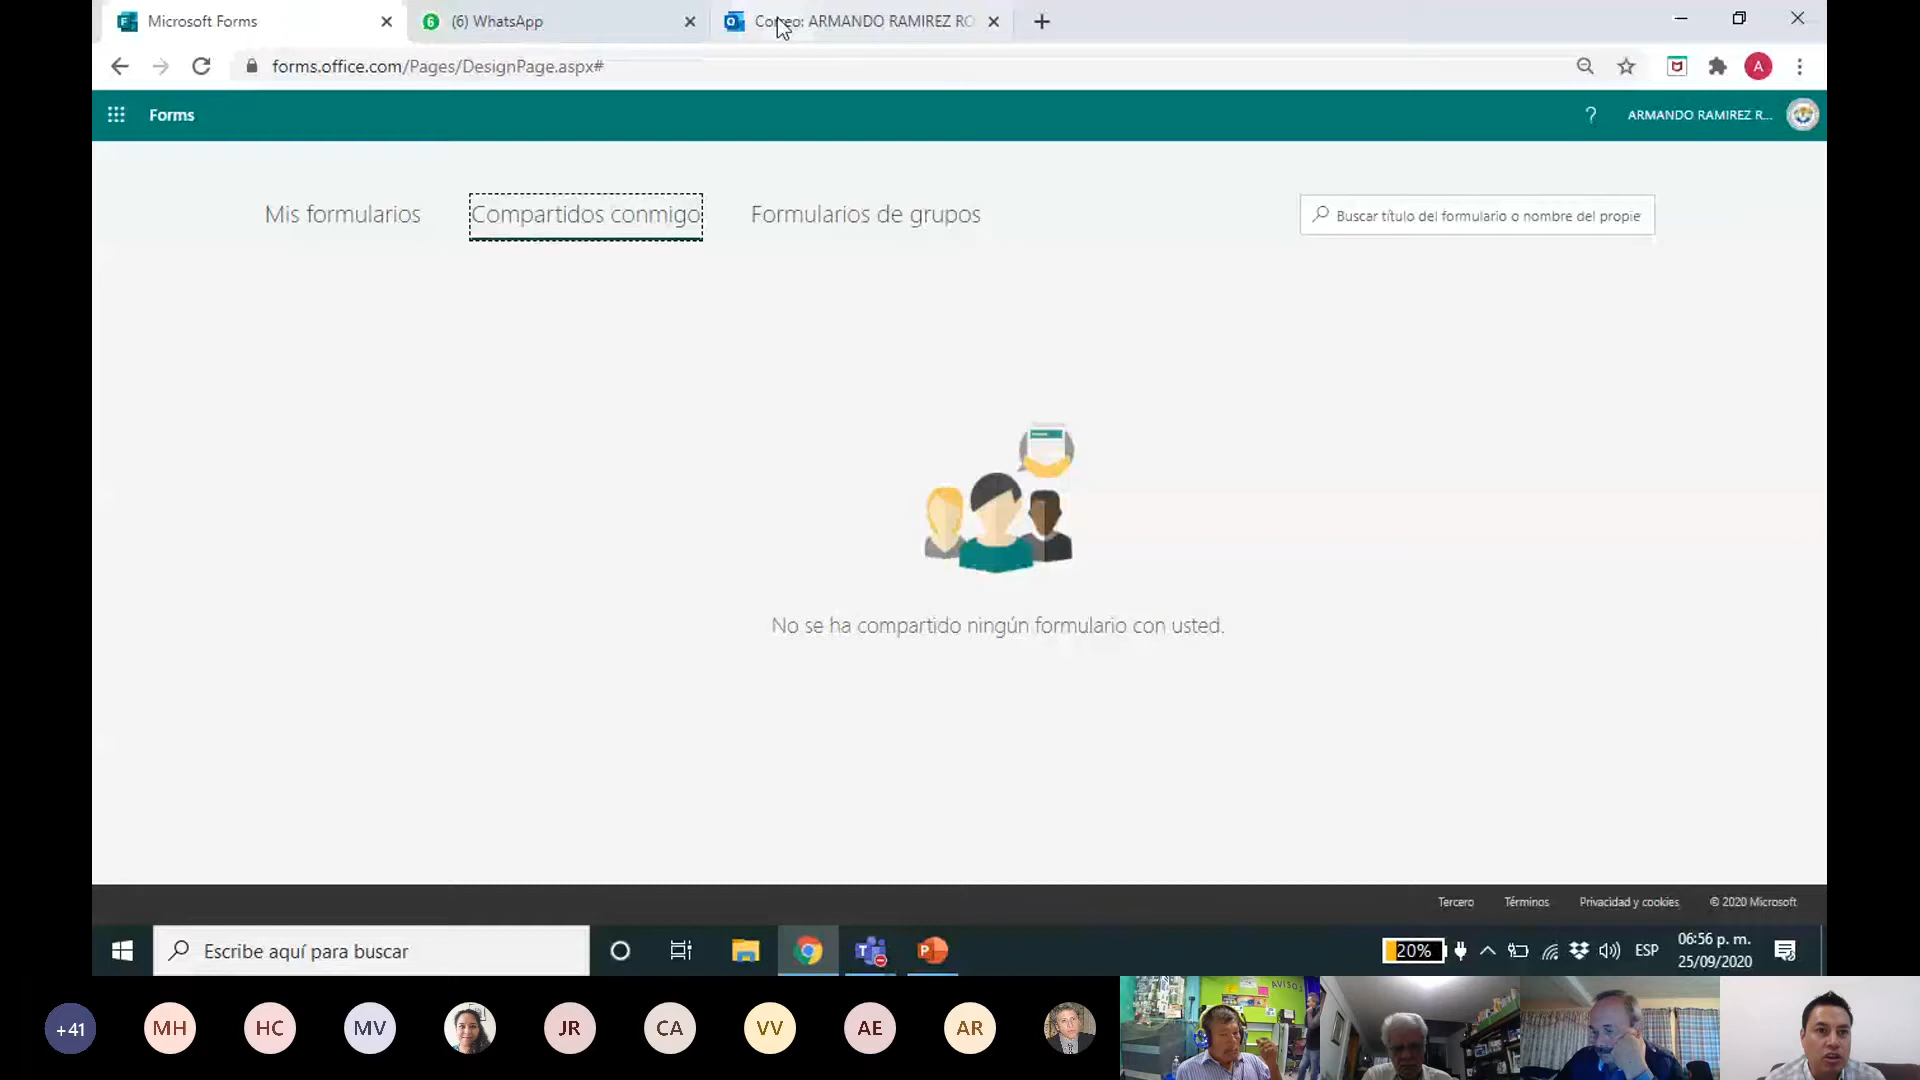 Microsoft Forms
(6) WhatsApp
Correo: ARMANDO RAMIREZ RO
forms.office.com/Pages/DesignPage.aspx#
A
Forms
?
ARMANDO RAMIREZ R...
Mis formularios
Compartidos conmigo
Formularios de grupos
Buscar título del formulario o nombre del propie
No se ha compartido ningún formulario con usted.
Tercero
Términos
Privacidad y cookies
© 2020 Microsoft
Escribe aquí para buscar
20%
ESP
06:56 p. m.
25/09/2020
+41
MH
HC
MV
JR
CA
VV
AE
AR
AVISOS